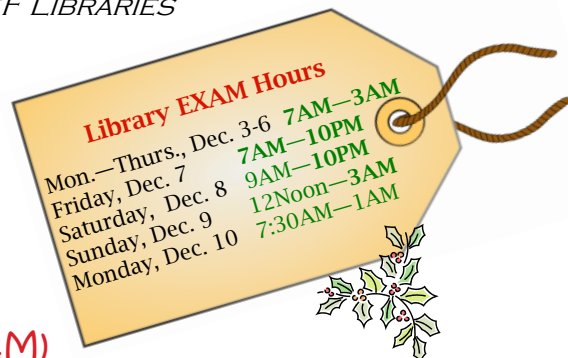 F LIBRARIES
Library EXAM Hours
Mon.—Thurs., Dec. 3-6 7AM—3AM
Friday, Dec. 7 7AM—10PM
Saturday, Dec. 8 9AM—10PM
Sunday, Dec. 9 12Noon—3AM
Monday, Dec. 10 7:30AM—1AM
M)